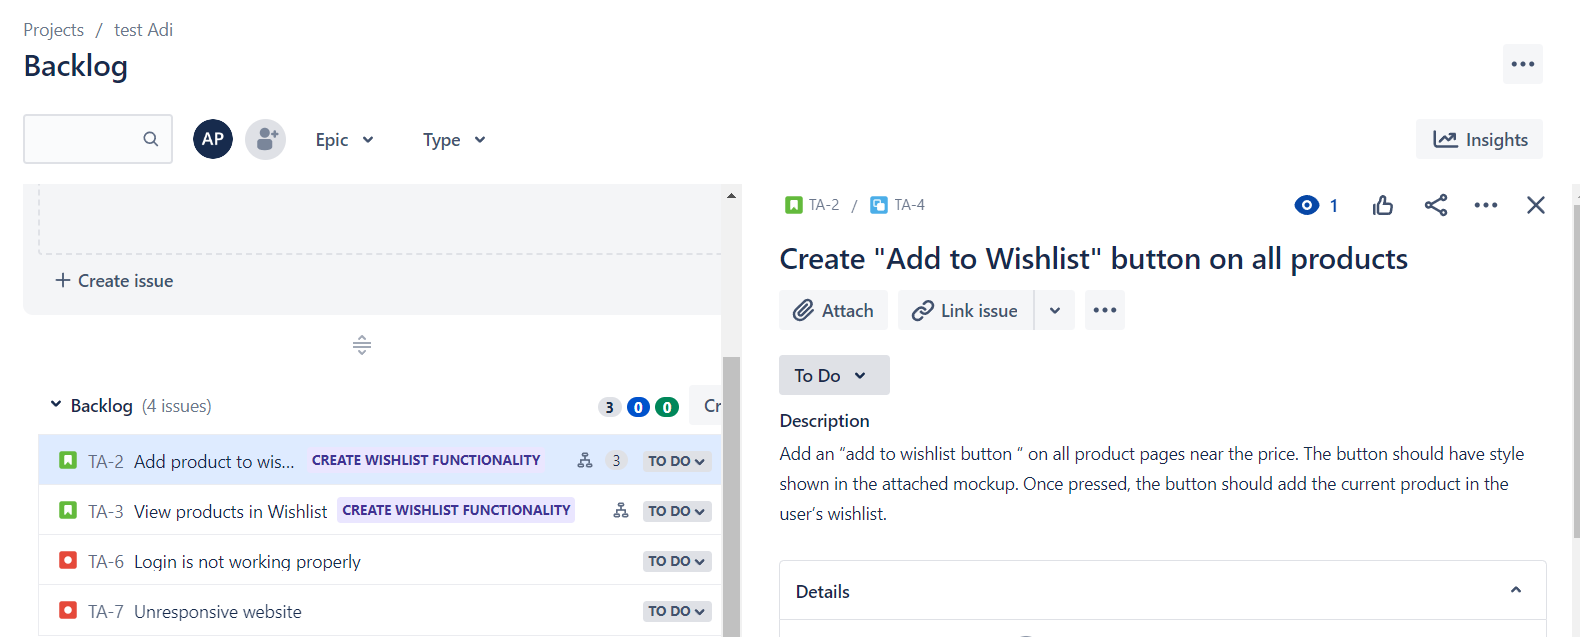 Projects / test Adi
Backlog
AP
Epic
Type
Insights
Create issue
Backlog (4 issues) 3 0 0 Cr
TA-2 Add product to wis... CREATE WISHLIST FUNCTIONALITY 3 TO DO
TA-3 View products in Wishlist CREATE WISHLIST FUNCTIONALITY TO DO
TA-6 Login is not working properly TO DO
TA-7 Unresponsive website TO DO
TA-2 / TA-4
1
Create "Add to Wishlist" button on all products
Attach
Link issue
To Do
Description
Add an “add to wishlist button “ on all product pages near the price. The button should have style
shown in the attached mockup. Once pressed, the button should add the current product in the
user’s wishlist.
Details